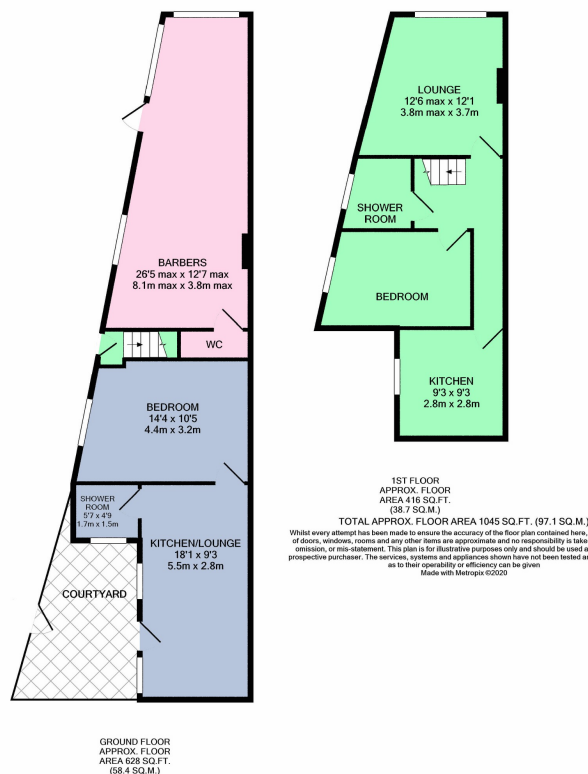 BARBERS
26'5 max x 12'7 max
8.1m max x 3.8m max
WC
BEDROOM
14'4 x 10'5
4.4m x 3.2m
SHOWER
ROOM
5'7 x 4'9
1.7m x 1.5m
KITCHEN/LOUNGE
18'1 x 9'3
5.5m x 2.8m
COURTYARD
GROUND FLOOR
APPROX. FLOOR
AREA 628 SQ.FT.
(58.4 SQ.M.)
LOUNGE
12'6 max x 12'1
3.8m max x 3.7m
SHOWER
ROOM
BEDROOM
KITCHEN
9'3 x 9'3
2.8m x 2.8m
1ST FLOOR
APPROX. FLOOR
AREA 416 SQ.FT.
(38.7 SQ.M.)
TOTAL APPROX. FLOOR AREA 1045 SQ.FT. (97.1 SQ.M.)
Whilst every attempt has been made to ensure the accuracy of the floor plan contained here,
of doors, windows, rooms and any other items are approximate and no responsibility is take
omission, or mis-statement. This plan is for illustrative purposes only and should be used a
prospective purchaser. The services, systems and appliances shown have not been tested a
as to their operability or efficiency can be given
Made with Metropix ©2020